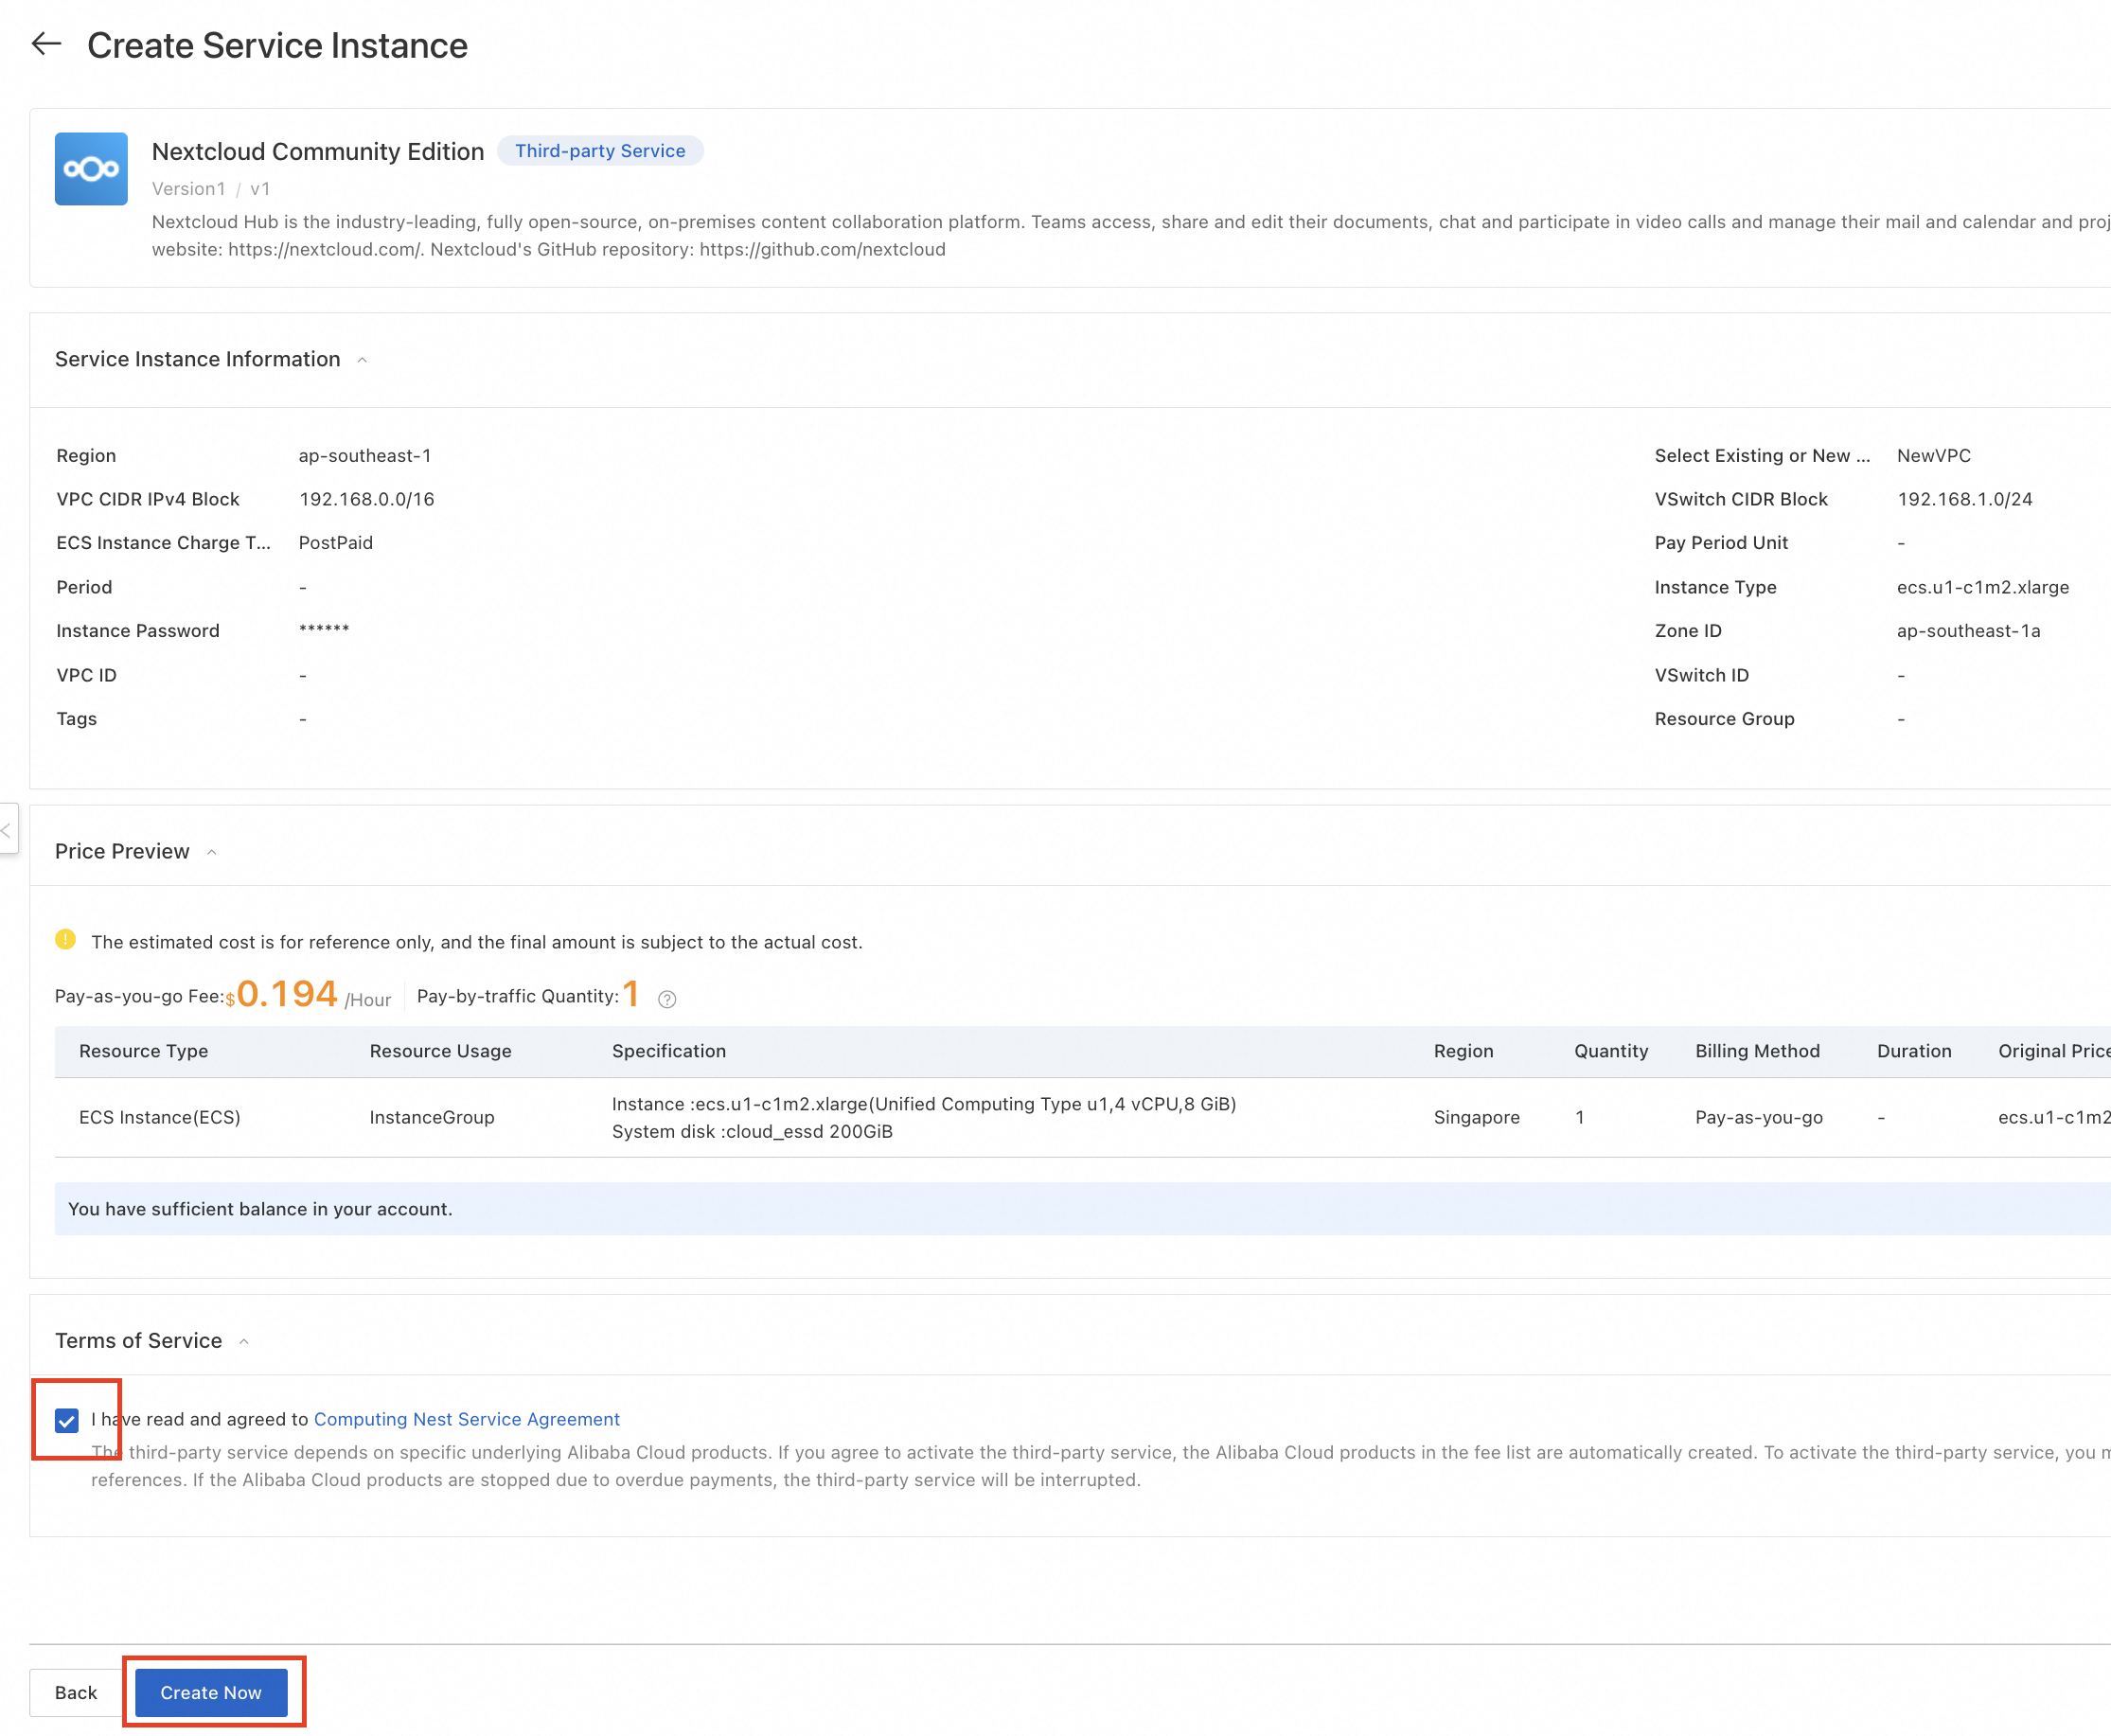 Create Service Instance
Nextcloud Community Edition Third-party Service
Version1 / v1
Nextcloud Hub is the industry-leading, fully open-source, on-premises content collaboration platform. Teams access, share and edit their documents, chat and participate in video calls and manage their mail and calendar and proj
website: https://nextcloud.com/. Nextcloud's GitHub repository: https://github.com/nextcloud
Service Instance Information
Region ap-southeast-1 Select Existing or New ... NewVPC
VPC CIDR IPv4 Block 192.168.0.0/16 VSwitch CIDR Block 192.168.1.0/24
ECS Instance Charge T... PostPaid Pay Period Unit -
Period - Instance Type ecs.u1-c1m2.xlarge
Instance Password ****** Zone ID ap-southeast-1a
VPC ID - VSwitch ID -
Tags - Resource Group -
Price Preview
The estimated cost is for reference only, and the final amount is subject to the actual cost.
Pay-as-you-go Fee:$0.194 /Hour Pay-by-traffic Quantity:1
Resource Type Resource Usage Specification Region Quantity Billing Method Duration Original Price
ECS Instance(ECS) InstanceGroup Instance :ecs.u1-c1m2.xlarge(Unified Computing Type u1,4 vCPU,8 GiB) Singapore 1 Pay-as-you-go - ecs.u1-c1m2
System disk :cloud_essd 200GiB
You have sufficient balance in your account.
Terms of Service
I have read and agreed to Computing Nest Service Agreement
The third-party service depends on specific underlying Alibaba Cloud products. If you agree to activate the third-party service, the Alibaba Cloud products in the fee list are automatically created. To activate the third-party service, you m
references. If the Alibaba Cloud products are stopped due to overdue payments, the third-party service will be interrupted.
Back Create Now